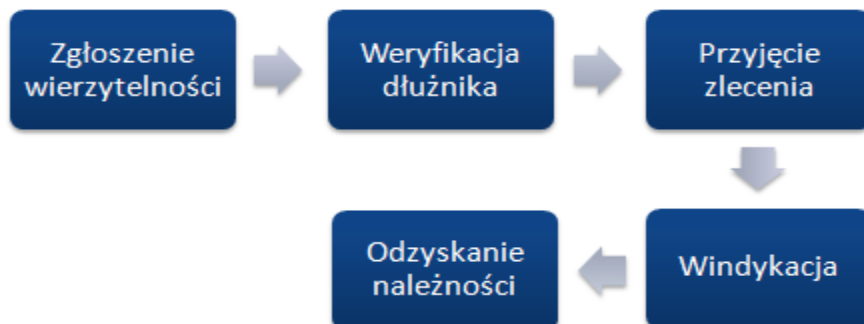 Zgłoszenie
wierzytelności
Weryfikacja
dłużnika
Przyjęcie
zlecenia
Windykacja
Odzyskanie
należności